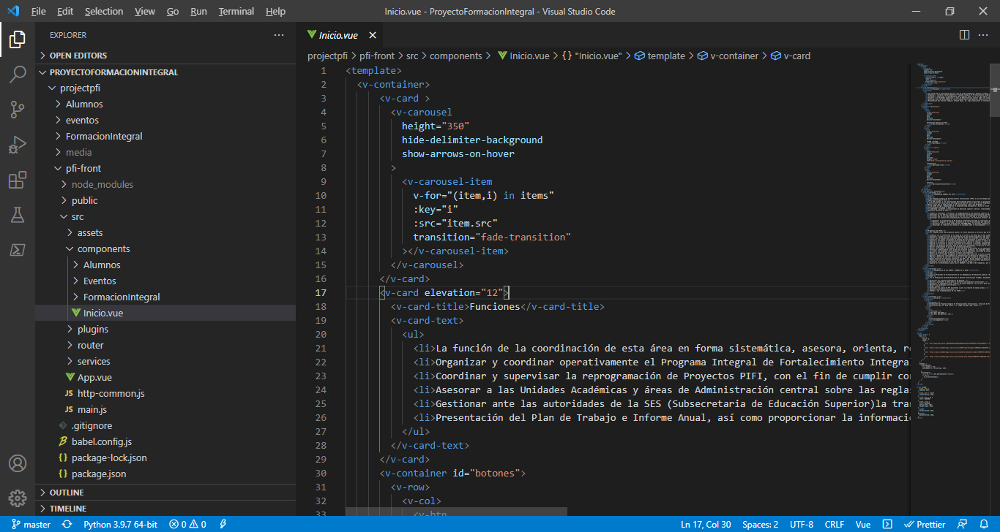 File Edit Selection View Go Run Terminal Help
Inicio.vue - ProyectoFormacionIntegral - Visual Studio Code
EXPLORER
OPEN EDITORS
PROYECTOFORMACIONINTEGRAL
projectpfi
Alumnos
eventos
FormacionIntegral
media
pfi-front
node_modules
public
src
assets
components
Alumnos
Eventos
FormacionIntegral
Inicio.vue
plugins
router
services
App.vue
JS http-common.js
JS main.js
.gitignore
babel.config.js
{} package-lock.json
{} package.json
OUTLINE
TIMELINE
Inicio.vue
projectpfi > pfi-front > src > components > Inicio.vue > {} "Inicio.vue" > template > v-container > v-card
1 <template>
2 <v-container>
3 <v-card >
4 <v-carousel
5 height="350"
6 hide-delimiter-background
7 show-arrows-on-hover
8 >
9 <v-carousel-item
10 v-for="(item,i) in items"
11 :key="i"
12 :src="item.src"
13 transition="fade-transition"
14 ></v-carousel-item>
15 </v-carousel>
16 </v-card>
17 <v-card elevation="12">
18 <v-card-title>Funciones</v-card-title>
19 <v-card-text>
20 <ul>
21 <li>La función de la coordinación de esta área en forma sistemática, asesora, orienta,
22 <li>Organizar y coordinar operativamente el Programa Integral de Fortalecimiento Integral
23 <li>Coordinar y supervisar la reprogramación de Proyectos PIFI, con el fin de cumplir
24 <li>Asesorar a las Unidades Académicas y áreas de Administración central sobre las reglas
25 <li>Gestionar ante las autoridades de la SES (Subsecretaria de Educación Superior)la
26 <li>Presentación del Plan de Trabajo e Informe Anual, así como proporcionar la
27 </ul>
28 </v-card-text>
29 </v-card>
30 <v-container id="botones">
31 <v-row>
32 <v-col>
33 <v-btn
master Python 3.9.7 64-bit 0 0 Ln 17, Col 30 Spaces: 2 UTF-8 CRLF Vue Prettier